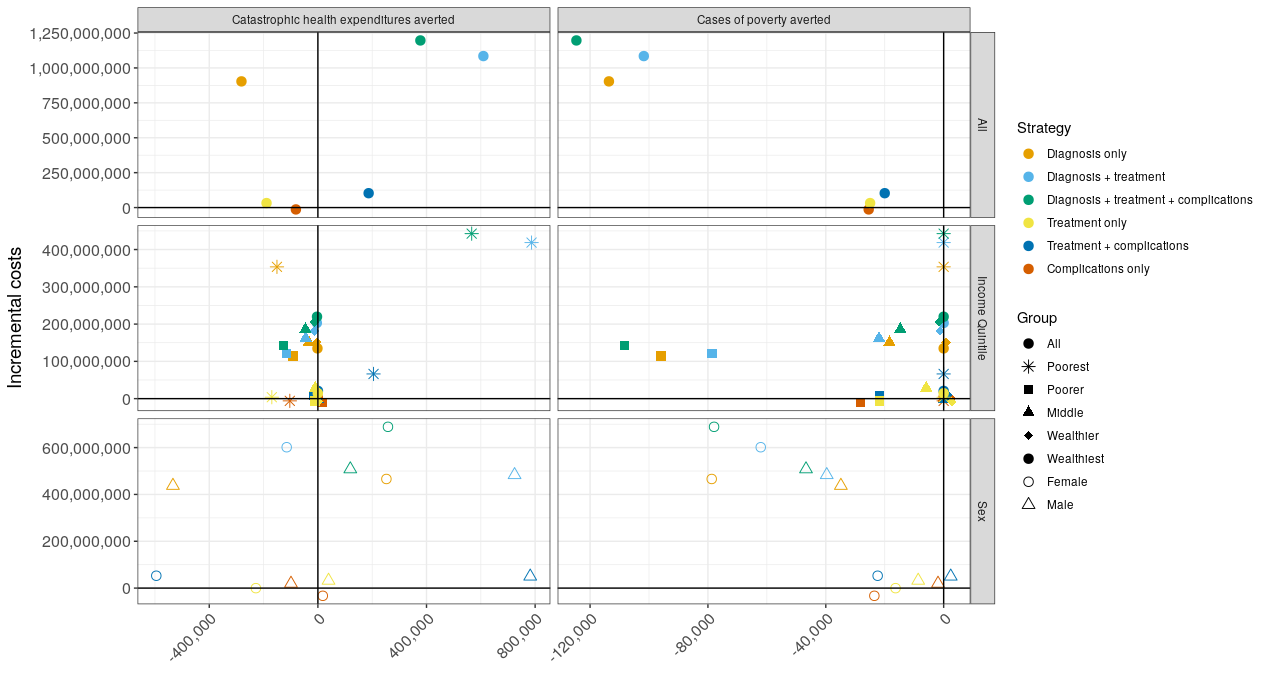 Catastrophic health expenditures averted
Cases of poverty averted
1,250,000,000
1,000,000,000
750,000,000
500,000,000
250,000,000
0
All
400,000,000
300,000,000
200,000,000
100,000,000
0
Income Quintile
600,000,000
400,000,000
200,000,000
0
Sex
Incremental costs
-400,000
0
400,000
800,000
-120,000
-80,000
-40,000
0
Strategy
Diagnosis only
Diagnosis + treatment
Diagnosis + treatment + complications
Treatment only
Treatment + complications
Complications only
Group
All
Poorest
Poorer
Middle
Wealthier
Wealthiest
Female
Male